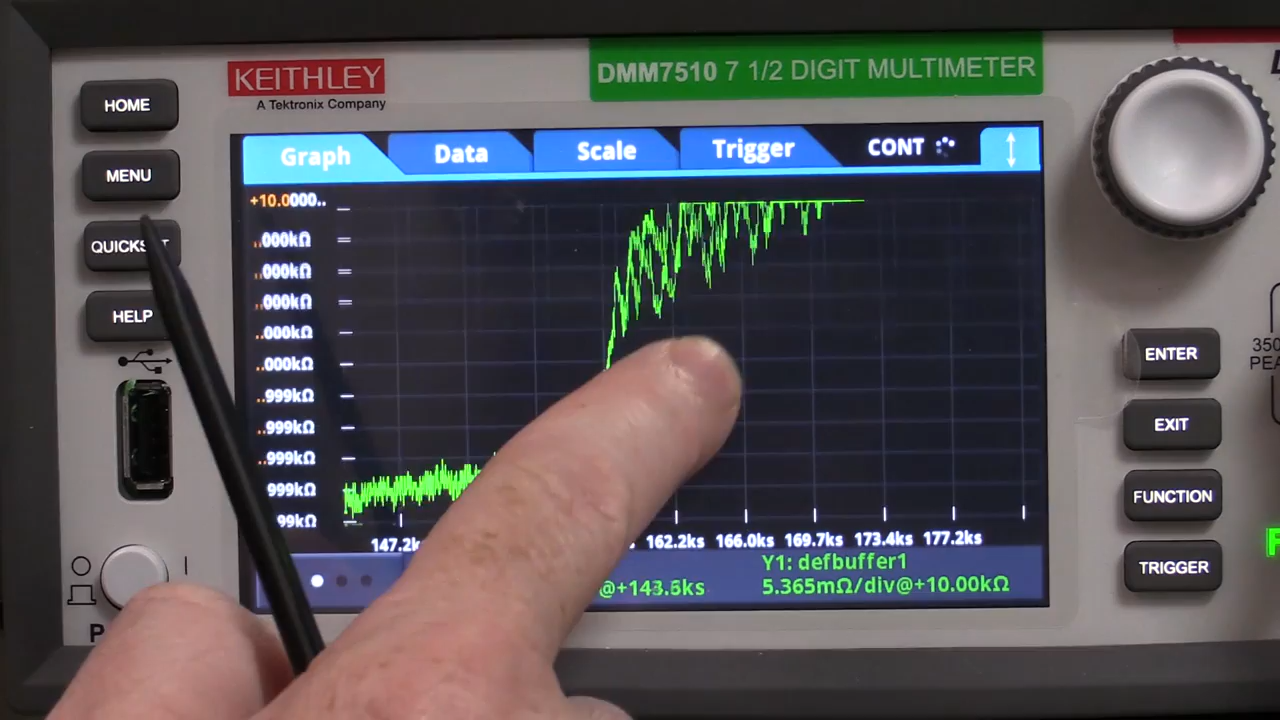 KEITHLEY
A Tektronix Company
DMM7510 7 1/2 DIGIT MULTIMETER
HOME
MENU
HELP
Graph
Data
Scale
Trigger
CONT
+10.0000..
..000kΩ
..000kΩ
..000kΩ
..000kΩ
..000kΩ
..999kΩ
..999kΩ
..999kΩ
999kΩ
99kΩ
147.2k
162.2ks
166.0ks
169.7ks
173.4ks
177.2ks
@+143.5ks
Y1: defbuffer1
5.365mΩ/div@+10.00kΩ
ENTER
EXIT
FUNCTION
TRIGGER
350
PEA